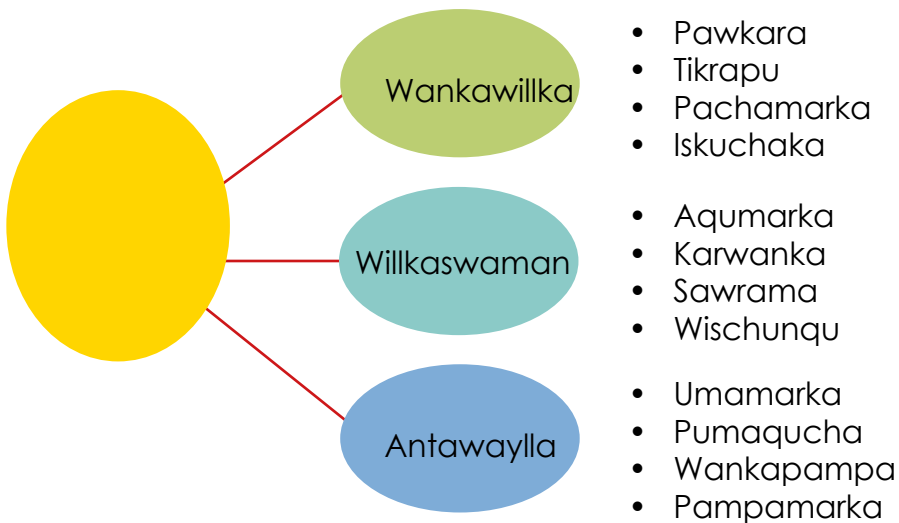 Wankawillka
• Pawkara
• Tikrapu
• Pachamarka
• Iskuchaka
Willkaswaman
• Aqumarka
• Karwanka
• Sawrama
• Wischunqu
Antawaylla
• Umamarka
• Pumaqucha
• Wankapampa
• Pampamarka